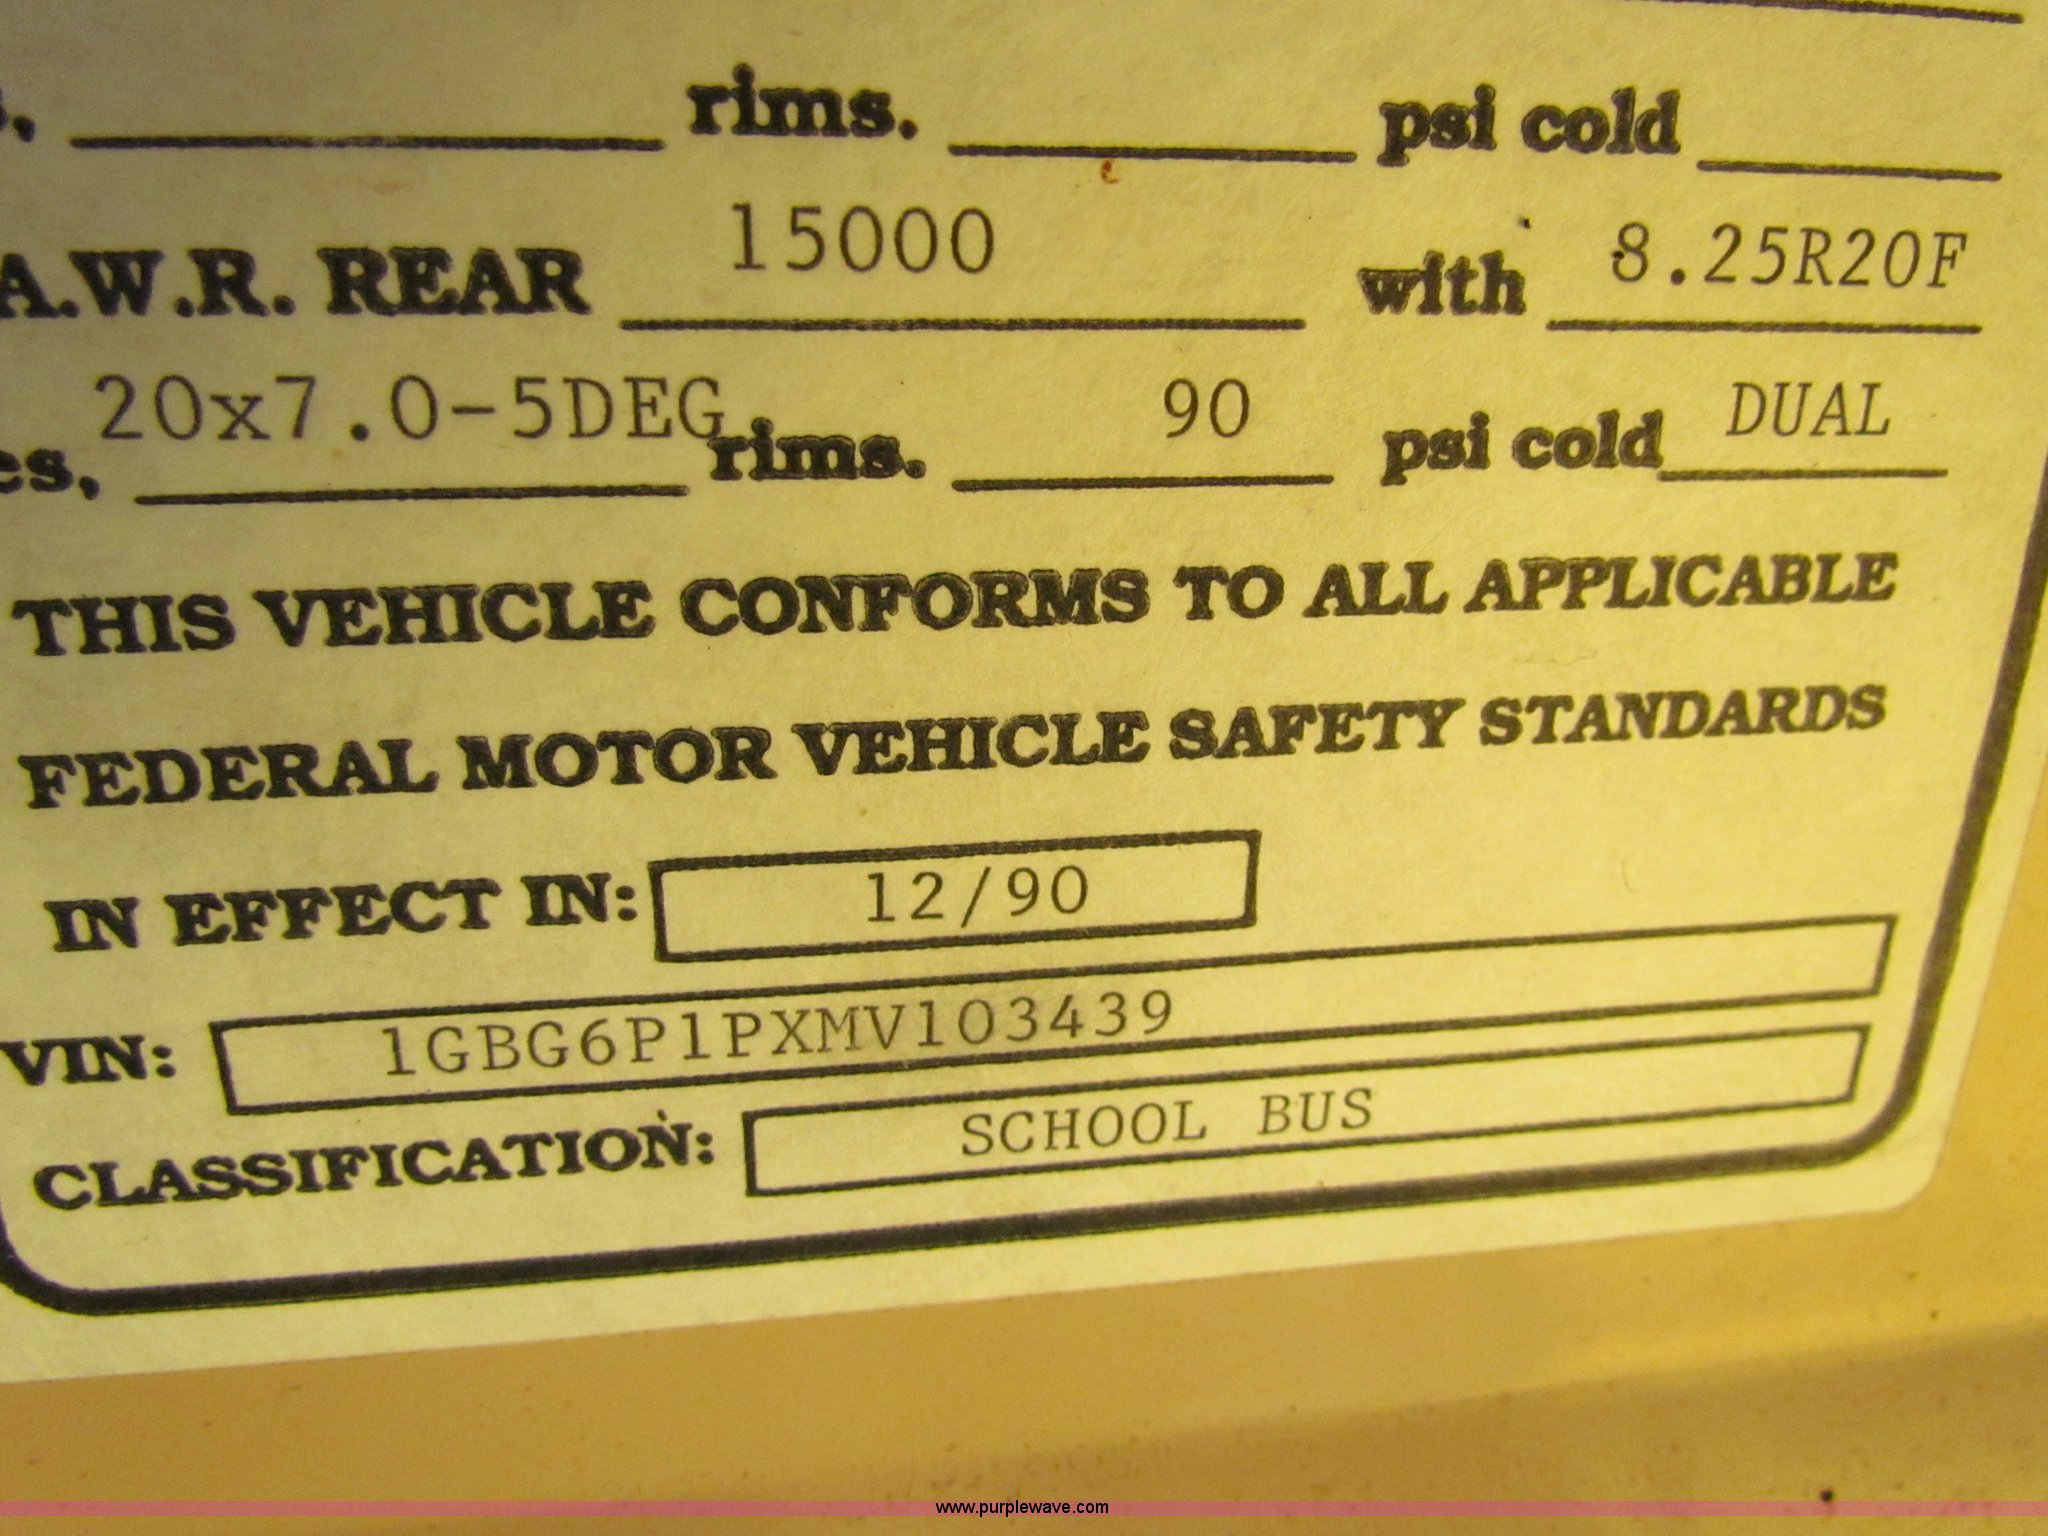 s, rims. psi cold
A.W.R. REAR 15000 with 8.25R20F
es, 20x7.0-5DEG rims. 90 psi cold DUAL
THIS VEHICLE CONFORMS TO ALL APPLICABLE
FEDERAL MOTOR VEHICLE SAFETY STANDARDS
IN EFFECT IN: 12/90
VIN: 1GBG6P1PXMV103439
CLASSIFICATION: SCHOOL BUS
www.purplewave.com